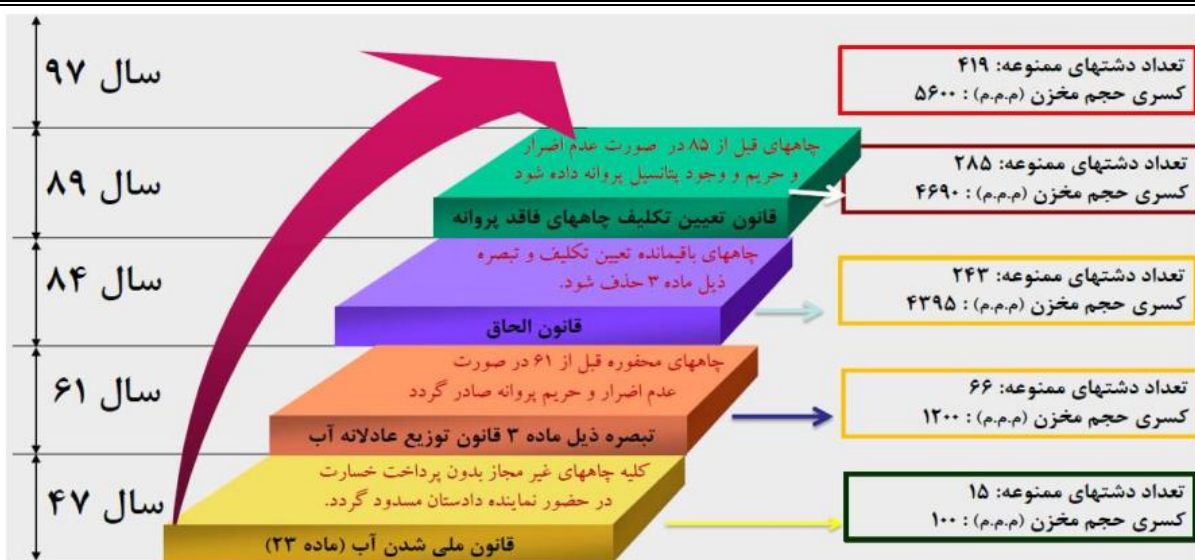 سال ۹۷
تعداد دشتهای ممنوعه: ۴۱۹
کسری حجم مخزن (م.م.م) : ۵۶۰۰
سال ۸۹
چاههای قبل از ۸۵ در صورت عدم اضرار
و حریم و وجود پتانسیل پروانه داده شود
قانون تعیین تکلیف چاههای فاقد پروانه
تعداد دشتهای ممنوعه: ۲۸۵
کسری حجم مخزن (م.م.م) : ۴۶۹۰
سال ۸۴
چاههای باقیمانده تعیین تکلیف و تبصره
ذیل ماده ۳ حذف شود.
قانون الحاق
تعداد دشتهای ممنوعه: ۲۴۳
کسری حجم مخزن (م.م.م) : ۴۳۹۵
سال ۶۱
چاههای محفوره قبل از ۶۱ در صورت
عدم اضرار و حریم پروانه صادر گردد
تبصره ذیل ماده ۳ قانون توزیع عادلانه آب
تعداد دشتهای ممنوعه: ۶۶
کسری حجم مخزن (م.م.م) : ۱۲۰۰
سال ۴۷
کلیه چاههای غیر مجاز بدون پرداخت خسارت
در حضور نماینده دادستان مسدود گردد.
قانون ملی شدن آب (ماده ۲۳)
تعداد دشتهای ممنوعه: ۱۵
کسری حجم مخزن (م.م.م) : ۱۰۰